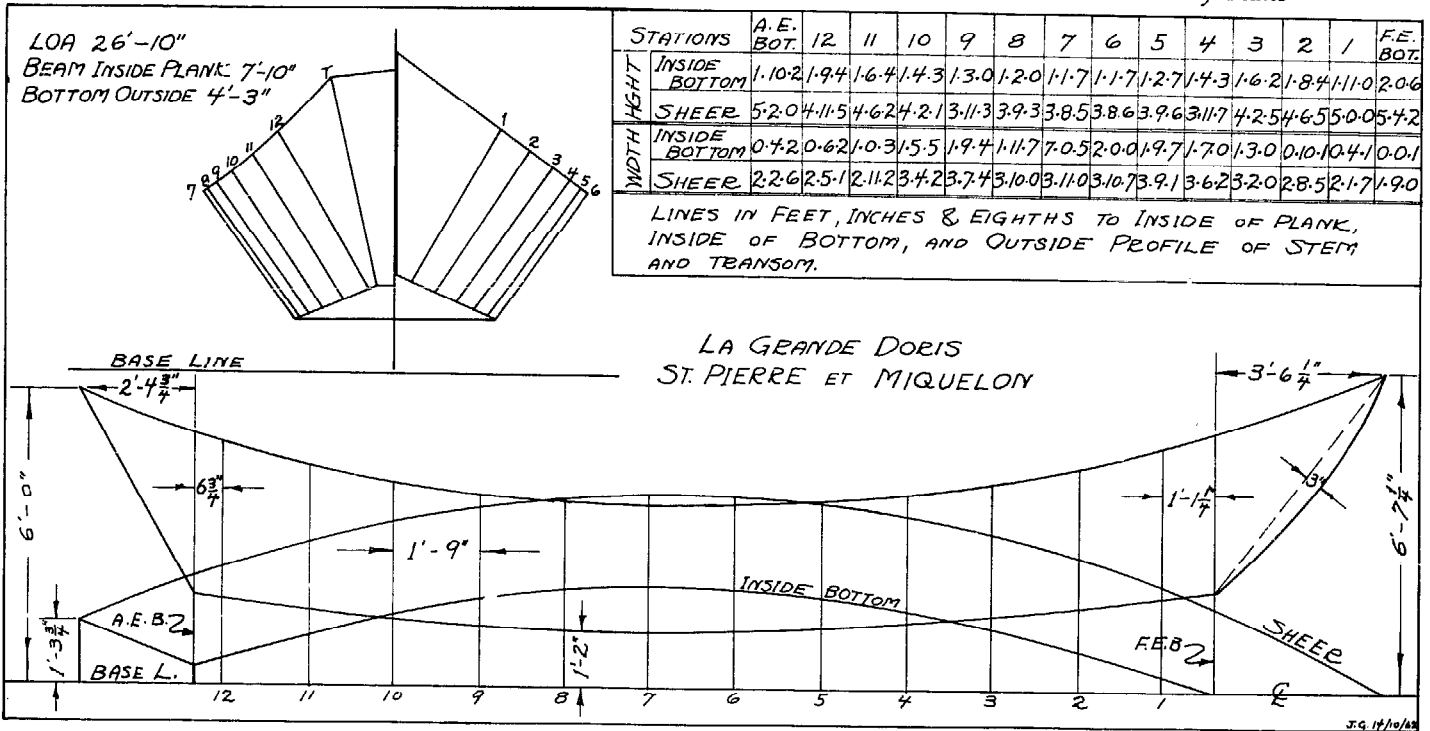 LOA 26'-10"
BEAM INSIDE PLANK 7'-10"
BOTTOM OUTSIDE 4'-3"
T
12
11
10
9
8
7
1
2
3
4
5
6
STATIONS A.E. BOT. 12 11 10 9 8 7 6 5 4 3 2 1 F.E. BOT.
HGHT
INSIDE BOTTOM 1·10·2 1·9·4 1·6·4 1·4·3 1·3·0 1·2·0 1·1·7 1·1·7 1·2·7 1·4·3 1·6·2 1·8·4 1·11·0 2·0·6
SHEER 5·2·0 4·11·5 4·6·2 4·2·1 3·11·3 3·9·3 3·8·5 3·8·6 3·9·6 3·11·7 4·2·5 4·6·5 5·0·0 5·4·2
WDTH
INSIDE BOTTOM 0·4·2 0·6·2 1·0·3 1·5·5 1·9·4 1·11·7 7·0·5 2·0·0 1·9·7 1·7·0 1·3·0 0·10·1 0·4·1 0·0·1
SHEER 2·2·6 2·5·1 2·11·2 3·4·2 3·7·4 3·10·0 3·11·0 3·10·7 3·9·1 3·6·2 3·2·0 2·8·5 2·1·7 1·9·0
LINES IN FEET, INCHES & EIGHTHS TO INSIDE OF PLANK,
INSIDE OF BOTTOM, AND OUTSIDE PROFILE OF STEM
AND TRANSOM.
LA GRANDE DORIS
ST. PIERRE ET MIQUELON
BASE LINE
2'-4 3/4"
3'-6 1/4"
6'-0"
6 3/4"
1'-9"
1'-1 1/4"
3"
6'-7 1/4"
INSIDE BOTTOM
A.E.B.
1'-3 3/4"
1'-2"
F.E.B
SHEER
BASE L.
12 11 10 9 8 7 6 5 4 3 2 1 ℄